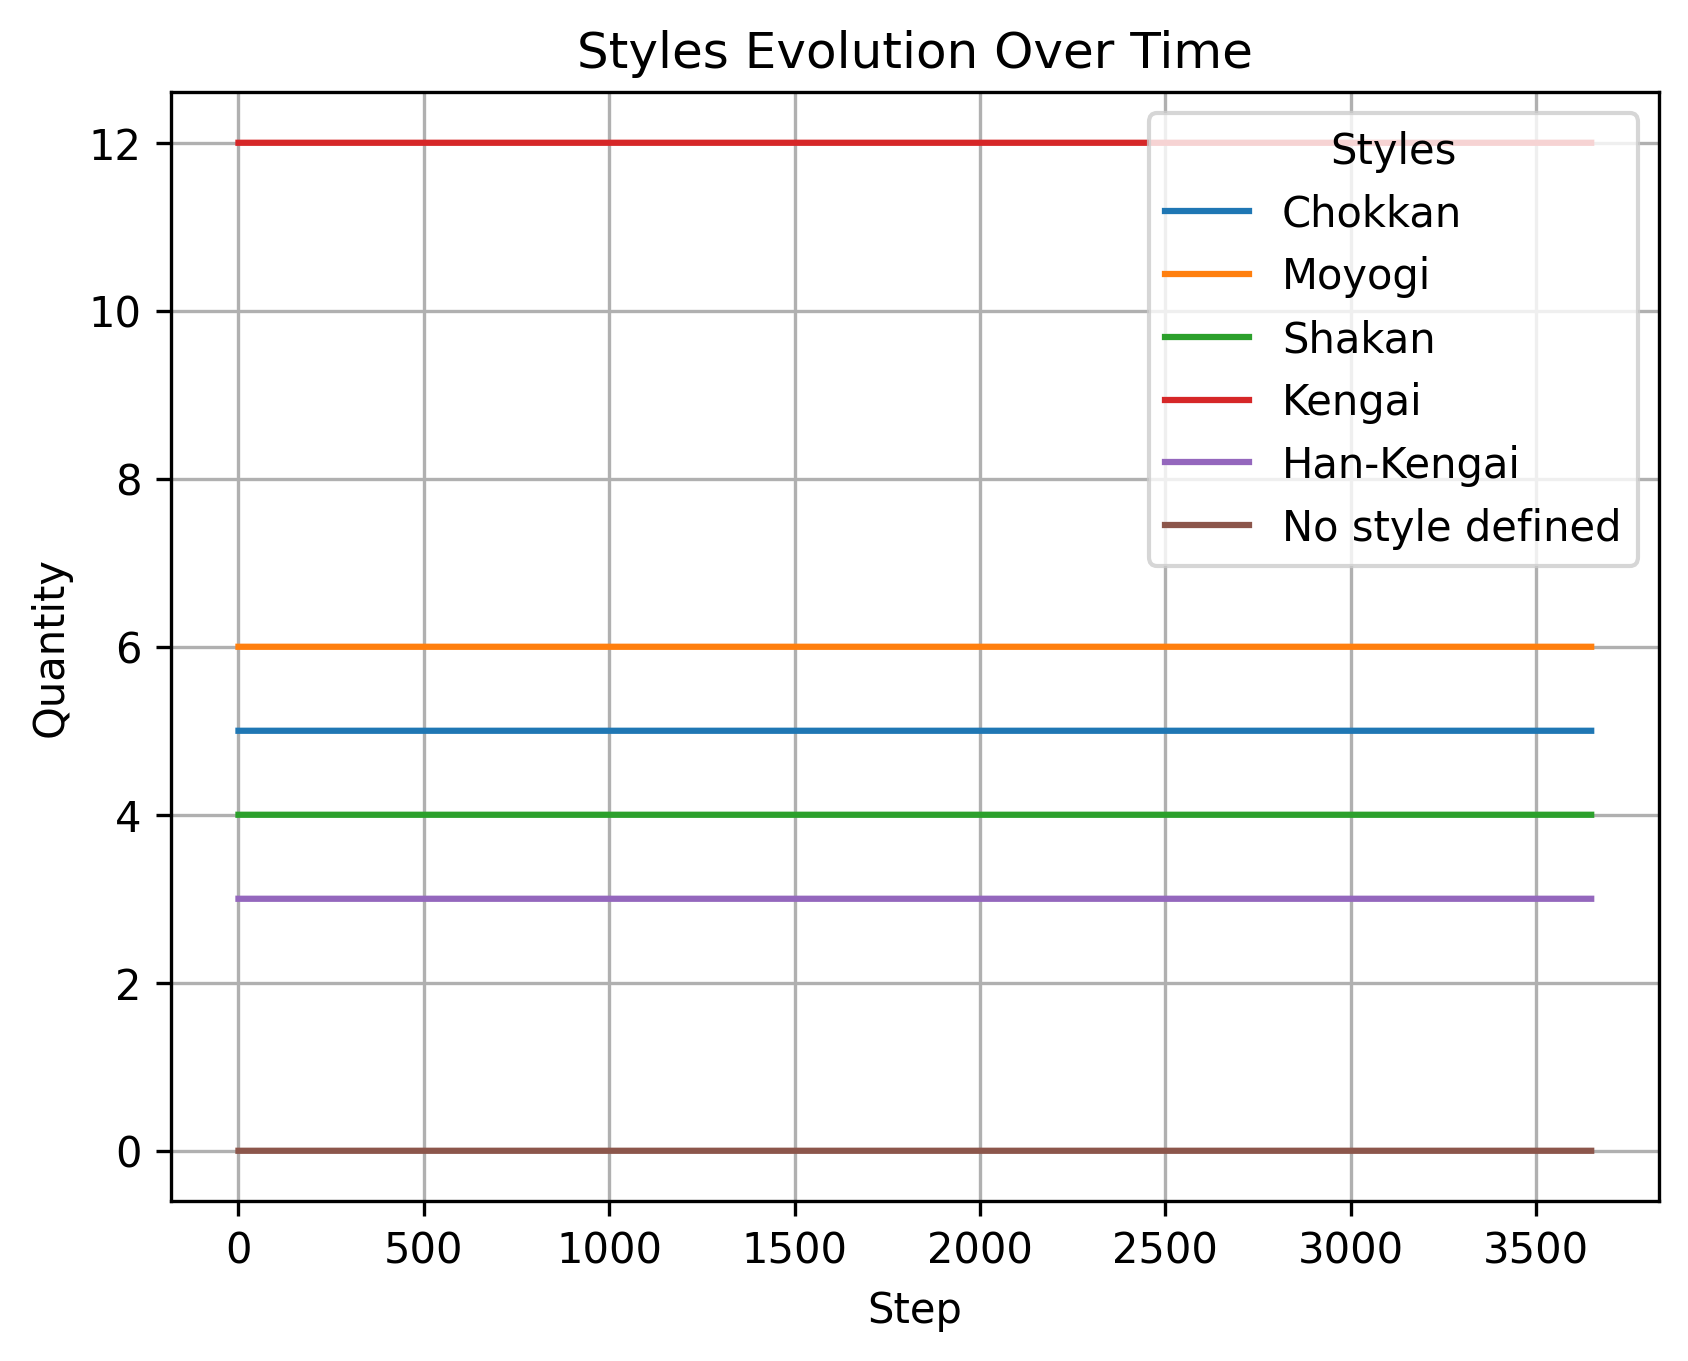 Styles Evolution Over Time
Styles
Chokkan
Moyogi
Shakan
Kengai
Han-Kengai
No style defined
Quantity
12
10
8
6
4
2
0
0 500 1000 1500 2000 2500 3000 3500
Step